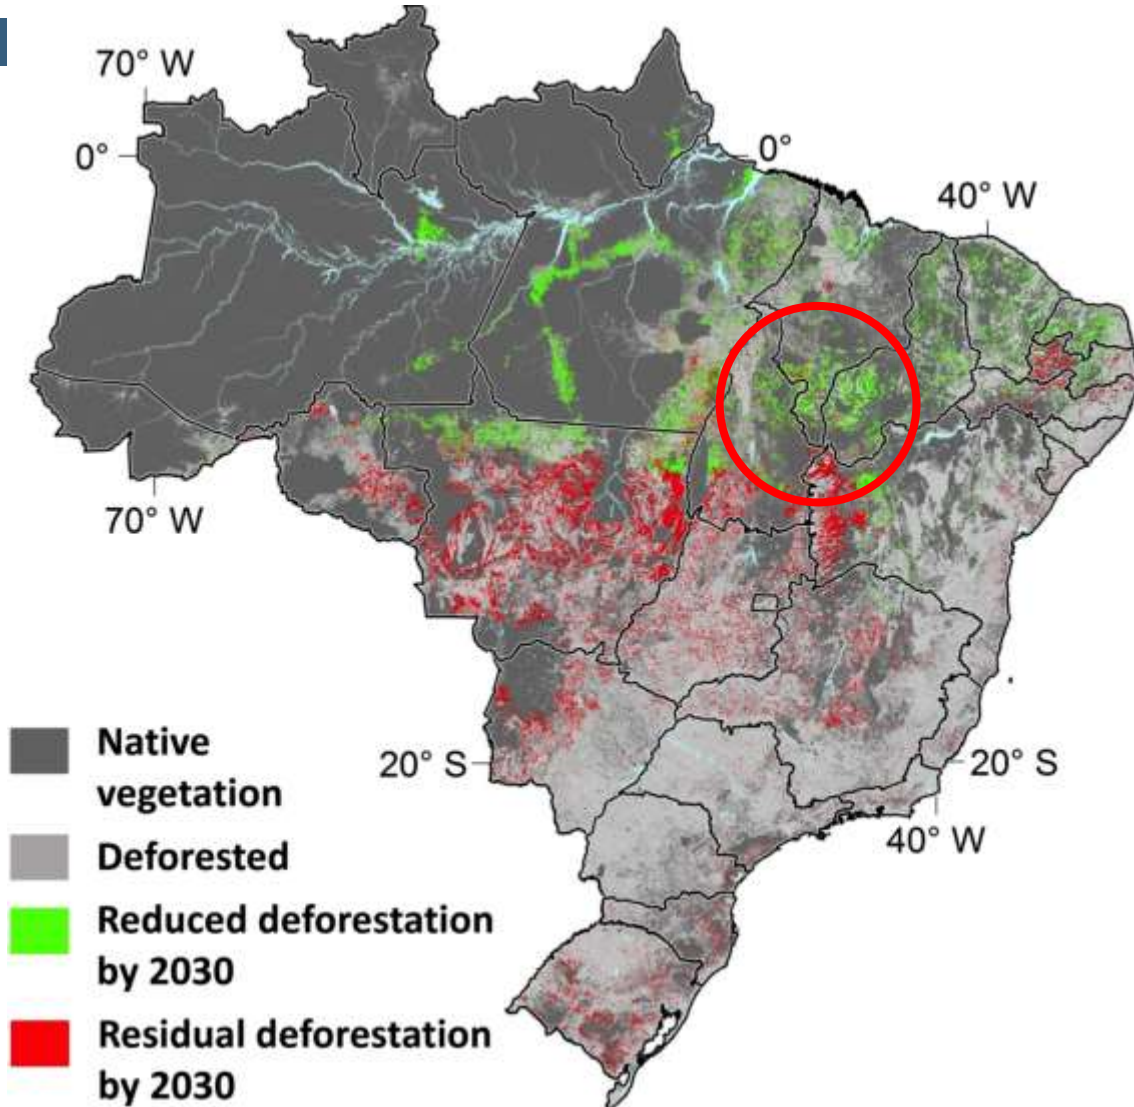 70° W
0°
0°
40° W
70° W
20° S
20° S
40° W
Native
vegetation
Deforested
Reduced deforestation
by 2030
Residual deforestation
by 2030